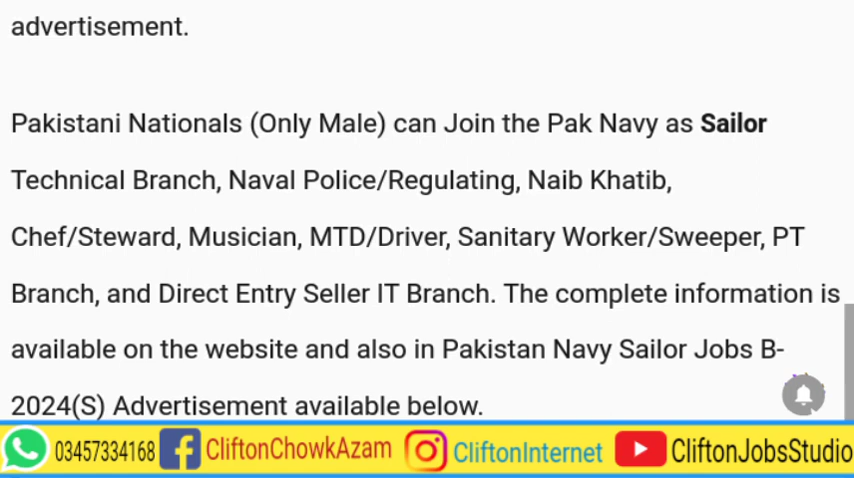 advertisement.
Pakistani Nationals (Only Male) can Join the Pak Navy as Sailor
Technical Branch, Naval Police/Regulating, Naib Khatib,
Chef/Steward, Musician, MTD/Driver, Sanitary Worker/Sweeper, PT
Branch, and Direct Entry Seller IT Branch. The complete information is
available on the website and also in Pakistan Navy Sailor Jobs B-
2024(S) Advertisement available below.
03457334168 CliftonChowkAzam CliftonInternet CliftonJobsStudio